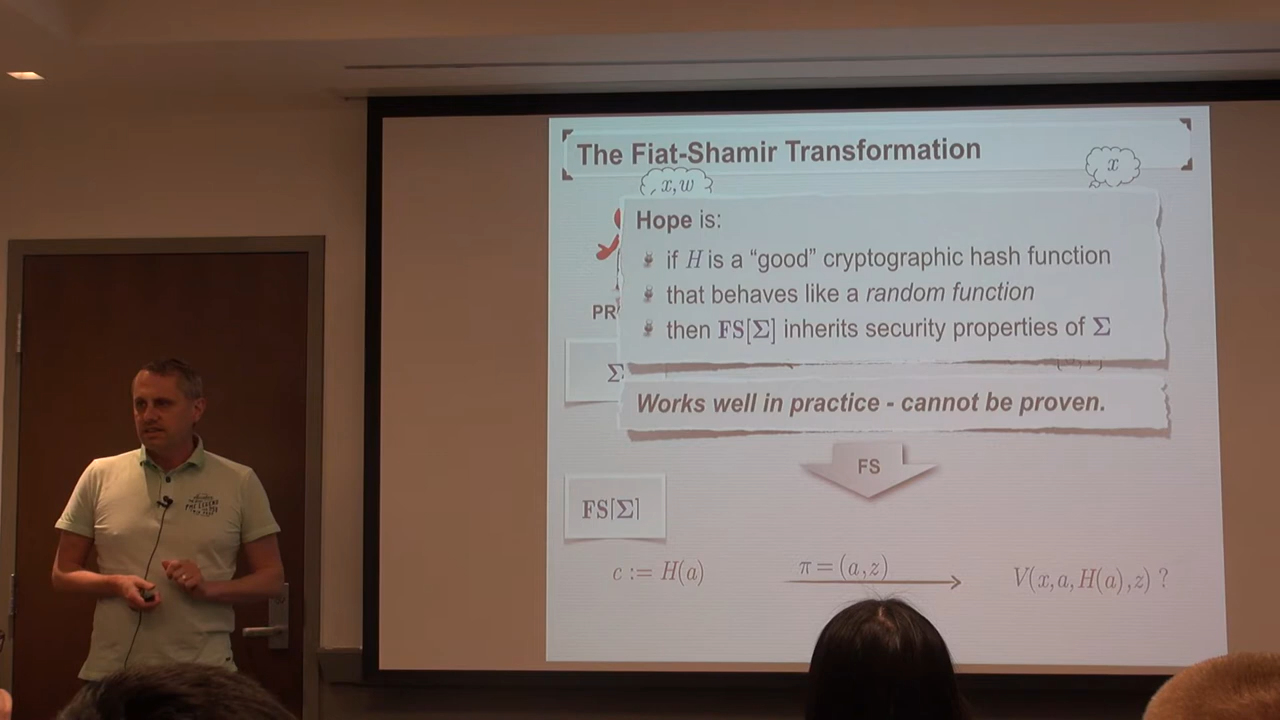 The Fiat-Shamir Transformation
x, w
x
Hope is:
if H is a “good” cryptographic hash function
that behaves like a random function
then FS[Σ] inherits security properties of Σ
PR
Σ
Works well in practice - cannot be proven.
FS
FS[Σ]
c := H(a)
π = (a, z)
V(x, a, H(a), z) ?